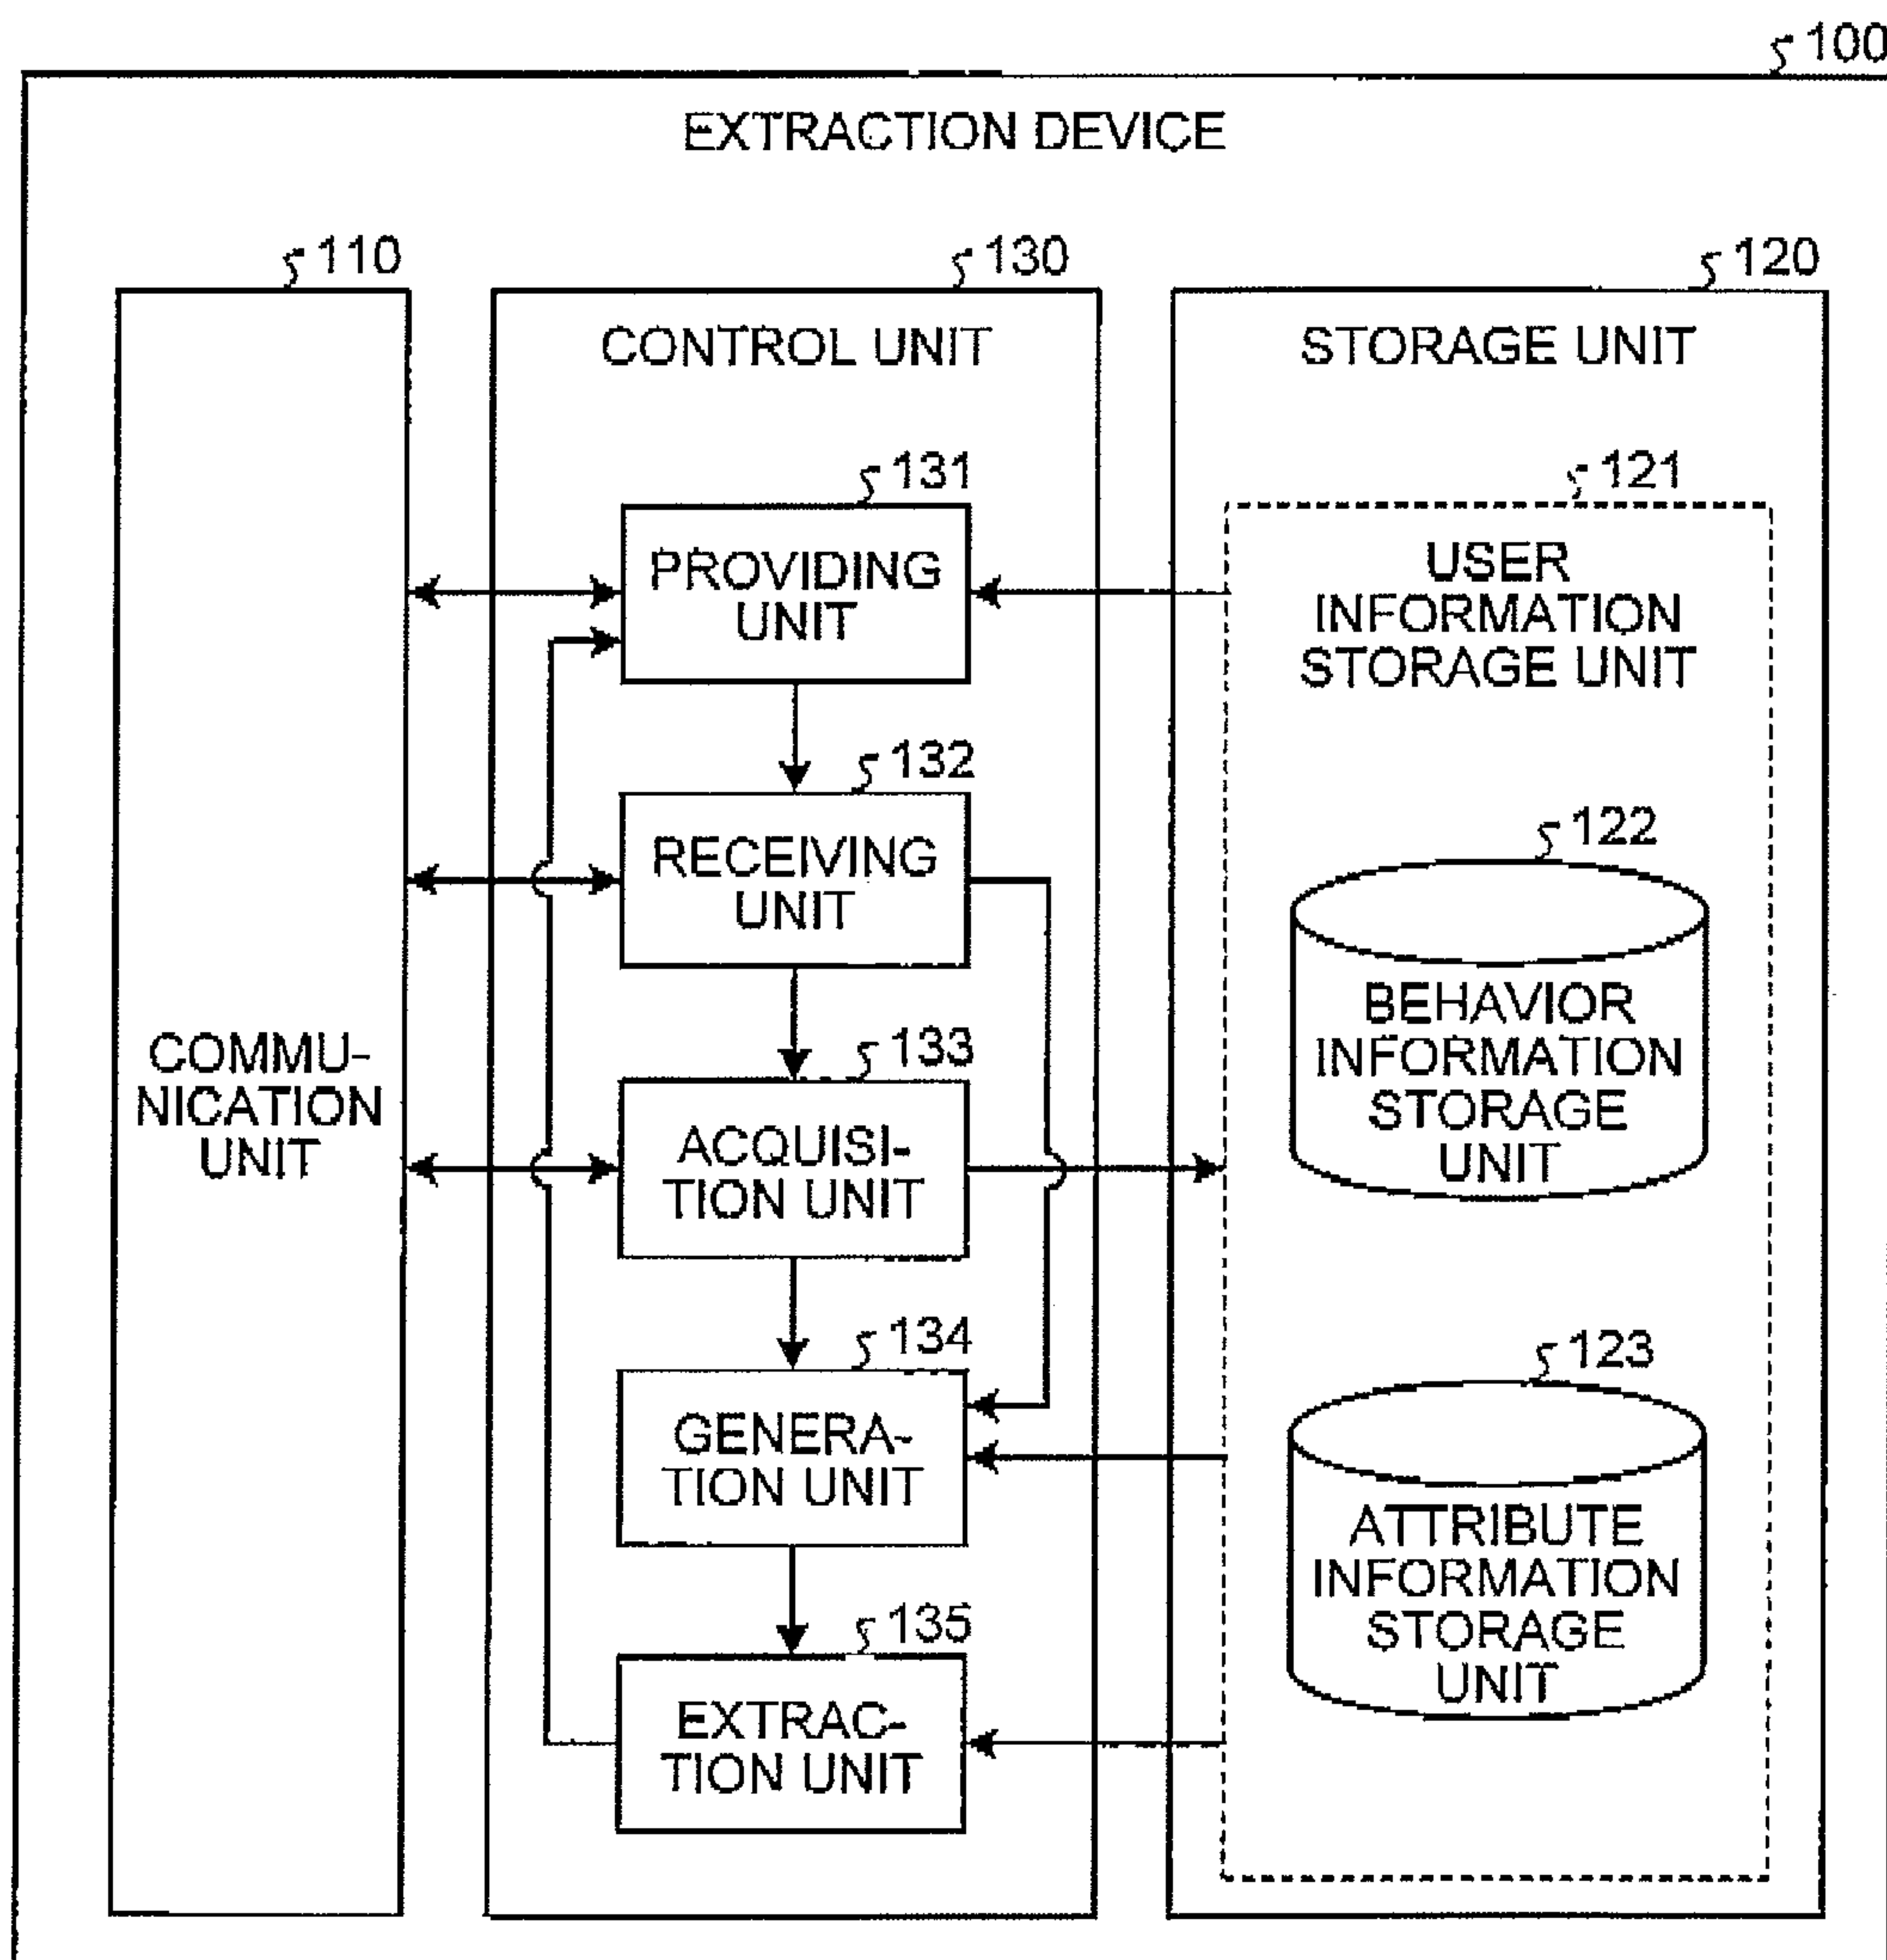 100
EXTRACTION DEVICE
110
130
120
CONTROL UNIT
STORAGE UNIT
131
121
PROVIDING
UNIT
USER
INFORMATION
STORAGE UNIT
132
122
RECEIVING
UNIT
BEHAVIOR
INFORMATION
STORAGE
UNIT
COMMU-
NICATION
UNIT
133
ACQUISI-
TION UNIT
134
123
GENERA-
TION UNIT
ATTRIBUTE
INFORMATION
STORAGE
UNIT
135
EXTRAC-
TION UNIT